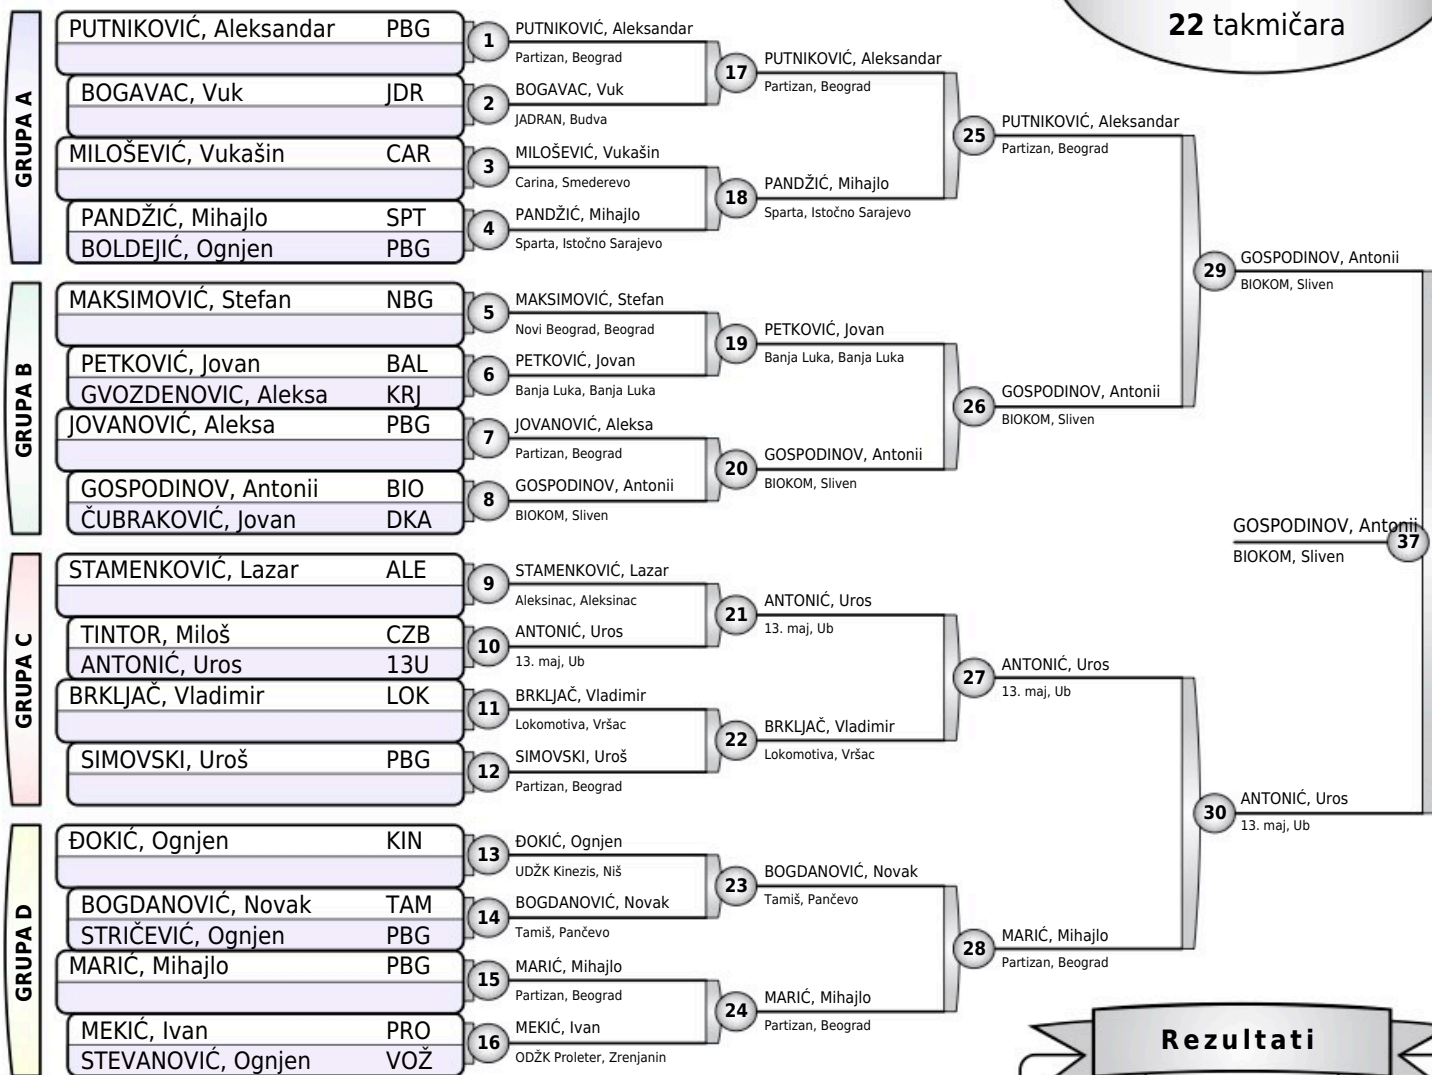 22 takmičara
GRUPA A
PUTNIKOVIĆ, Aleksandar PBG
BOGAVAC, Vuk JDR
MILOŠEVIĆ, Vukašin CAR
PANDŽIĆ, Mihajlo SPT
BOLDEJIĆ, Ognjen PBG
GRUPA B
MAKSIMOVIĆ, Stefan NBG
PETKOVIĆ, Jovan BAL
GVOZDENOVIC, Aleksa KRJ
JOVANOVIĆ, Aleksa PBG
GOSPODINOV, Antonii BIO
ČUBRAKOVIĆ, Jovan DKA
GRUPA C
STAMENKOVIĆ, Lazar ALE
TINTOR, Miloš CZB
ANTONIĆ, Uros 13U
BRKLJAČ, Vladimir LOK
SIMOVSKI, Uroš PBG
GRUPA D
ĐOKIĆ, Ognjen KIN
BOGDANOVIĆ, Novak TAM
STRIČEVIĆ, Ognjen PBG
MARIĆ, Mihajlo PBG
MEKIĆ, Ivan PRO
STEVANOVIĆ, Ognjen VOŽ
1 PUTNIKOVIĆ, Aleksandar
Partizan, Beograd
2 BOGAVAC, Vuk
JADRAN, Budva
3 MILOŠEVIĆ, Vukašin
Carina, Smederevo
4 PANDŽIĆ, Mihajlo
Sparta, Istočno Sarajevo
5 MAKSIMOVIĆ, Stefan
Novi Beograd, Beograd
6 PETKOVIĆ, Jovan
Banja Luka, Banja Luka
7 JOVANOVIĆ, Aleksa
Partizan, Beograd
8 GOSPODINOV, Antonii
BIOKOM, Sliven
9 STAMENKOVIĆ, Lazar
Aleksinac, Aleksinac
10 ANTONIĆ, Uros
13. maj, Ub
11 BRKLJAČ, Vladimir
Lokomotiva, Vršac
12 SIMOVSKI, Uroš
Partizan, Beograd
13 ĐOKIĆ, Ognjen
UDŽK Kinezis, Niš
14 BOGDANOVIĆ, Novak
Tamiš, Pančevo
15 MARIĆ, Mihajlo
Partizan, Beograd
16 MEKIĆ, Ivan
ODŽK Proleter, Zrenjanin
17 PUTNIKOVIĆ, Aleksandar
Partizan, Beograd
18 PANDŽIĆ, Mihajlo
Sparta, Istočno Sarajevo
19 PETKOVIĆ, Jovan
Banja Luka, Banja Luka
20 GOSPODINOV, Antonii
BIOKOM, Sliven
21 ANTONIĆ, Uros
13. maj, Ub
22 BRKLJAČ, Vladimir
Lokomotiva, Vršac
23 BOGDANOVIĆ, Novak
Tamiš, Pančevo
24 MARIĆ, Mihajlo
Partizan, Beograd
25 PUTNIKOVIĆ, Aleksandar
Partizan, Beograd
26 GOSPODINOV, Antonii
BIOKOM, Sliven
27 ANTONIĆ, Uros
13. maj, Ub
28 MARIĆ, Mihajlo
Partizan, Beograd
29 GOSPODINOV, Antonii
BIOKOM, Sliven
30 ANTONIĆ, Uros
13. maj, Ub
GOSPODINOV, Antonii 37
BIOKOM, Sliven
Rezultati